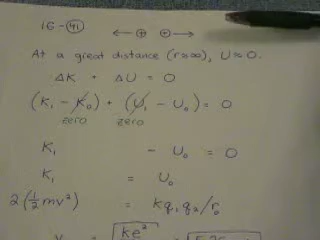 16-41 ← ⊕ ⊕ →
At a great distance (r≈∞), U≈0.
ΔK + ΔU = 0
(K₁ - K₀) + (U₁ - U₀) = 0
zero zero
K₁ - U₀ = 0
K₁ = U₀
2(½mv²) = kq₁q₂/r₀